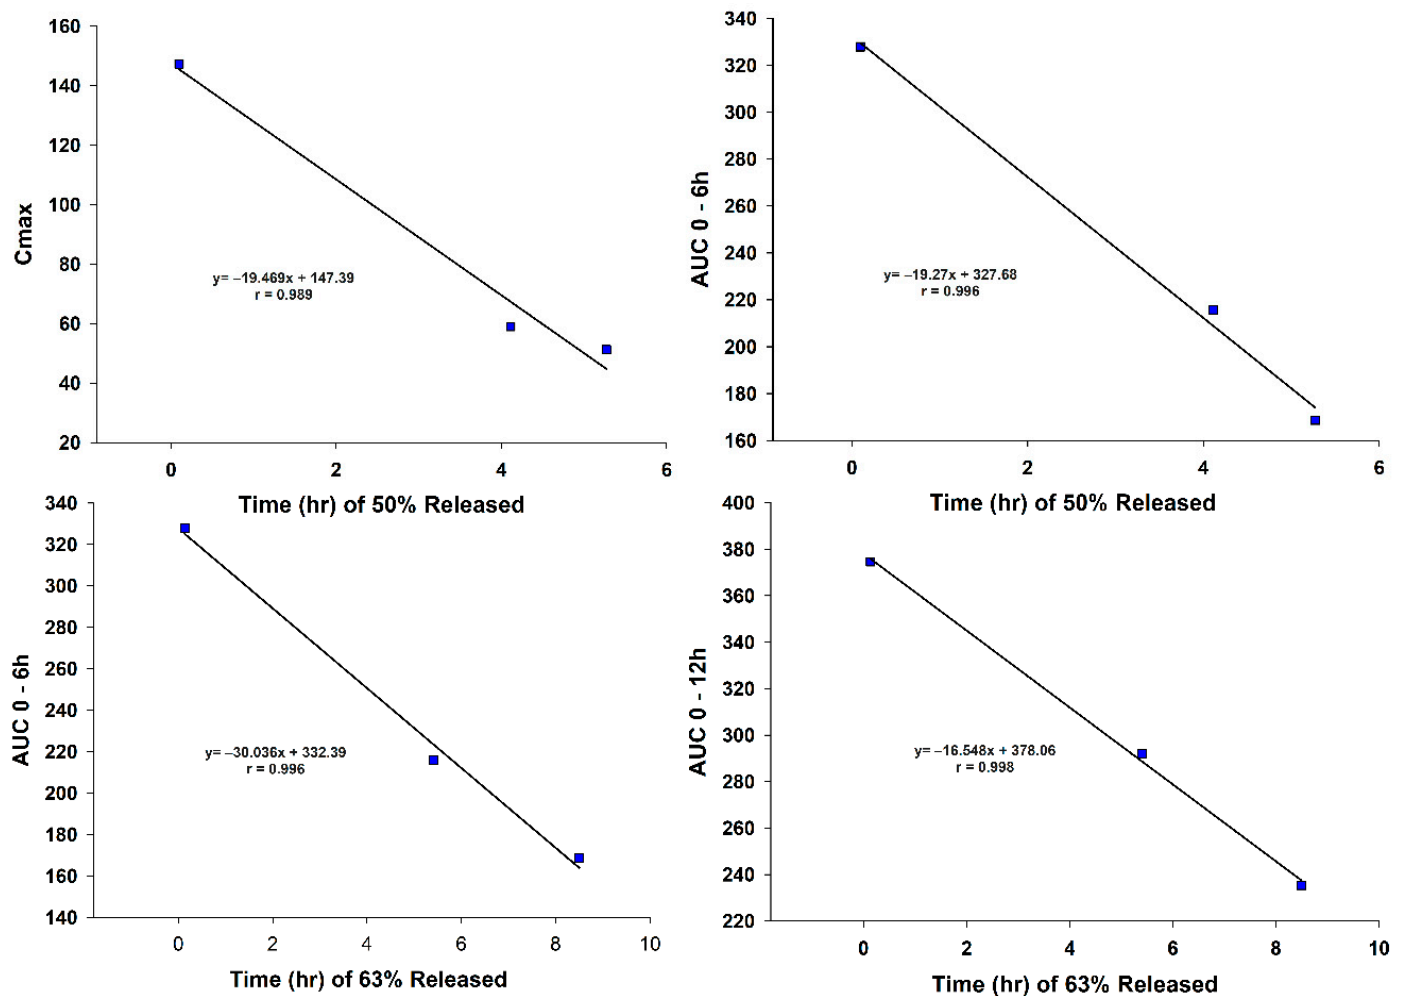 160
140
120
100
80
60
40
20
Cmax
y= –19.469x + 147.39
r = 0.989
0 2 4 6
Time (hr) of 50% Released
340
320
300
280
260
240
220
200
180
160
AUC 0 - 6h
y= –19.27x + 327.68
r = 0.996
0 2 4 6
Time (hr) of 50% Released
340
320
300
280
260
240
220
200
180
160
140
AUC 0 - 6h
y= –30.036x + 332.39
r = 0.996
0 2 4 6 8 10
Time (hr) of 63% Released
400
380
360
340
320
300
280
260
240
220
AUC 0 - 12h
y= –16.548x + 378.06
r = 0.998
0 2 4 6 8 10
Time (hr) of 63% Released